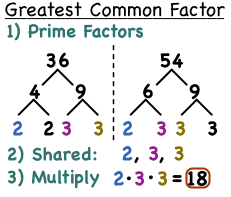 Greatest Common Factor
1) Prime Factors
36 54
4 9 6 9
2 2 3 3 2 3 3 3
2) Shared: 2, 3, 3
3) Multiply 2·3·3=18